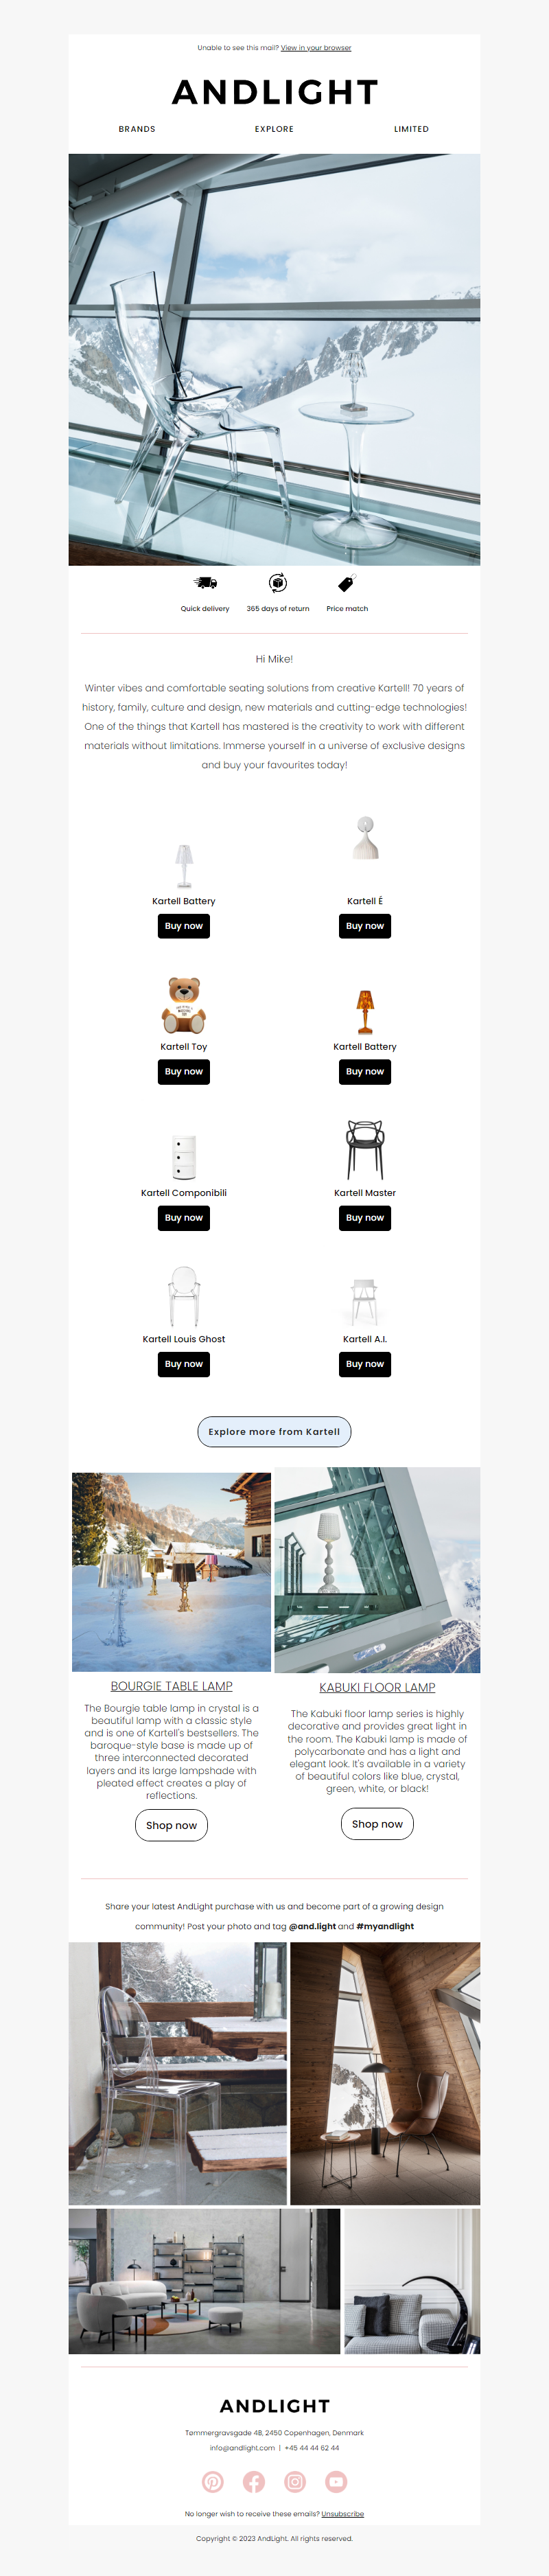 Unable to see this mail? View in your browser
ANDLIGHT
BRANDS EXPLORE LIMITED
Quick delivery 365 days of return Price match
Hi Mike!
Winter vibes and comfortable seating solutions from creative Kartell! 70 years of
history, family, culture and design, new materials and cutting-edge technologies!
One of the things that Kartell has mastered is the creativity to work with different
materials without limitations. Immerse yourself in a universe of exclusive designs
and buy your favourites today!
Kartell Battery
Buy now
Kartell É
Buy now
Kartell Toy
Buy now
Kartell Battery
Buy now
Kartell Componibili
Buy now
Kartell Master
Buy now
Kartell Louis Ghost
Buy now
Kartell A.I.
Buy now
Explore more from Kartell
BOURGIE TABLE LAMP
The Bourgie table lamp in crystal is a
beautiful lamp with a classic style
and is one of Kartell's bestsellers. The
baroque-style base is made up of
three interconnected decorated
layers and its large lampshade with
pleated effect creates a play of
reflections.
Shop now
KABUKI FLOOR LAMP
The Kabuki floor lamp series is highly
decorative and provides great light in
the room. The Kabuki lamp is made of
polycarbonate and has a light and
elegant look. It's available in a variety
of beautiful colors like blue, crystal,
green, white, or black!
Shop now
Share your latest AndLight purchase with us and become part of a growing design
community! Post your photo and tag @and.light and #myandlight
ANDLIGHT
Tømmergravsgade 4B, 2450 Copenhagen, Denmark
info@andlight.com | +45 44 44 62 44
No longer wish to receive these emails? Unsubscribe
Copyright © 2023 AndLight. All rights reserved.